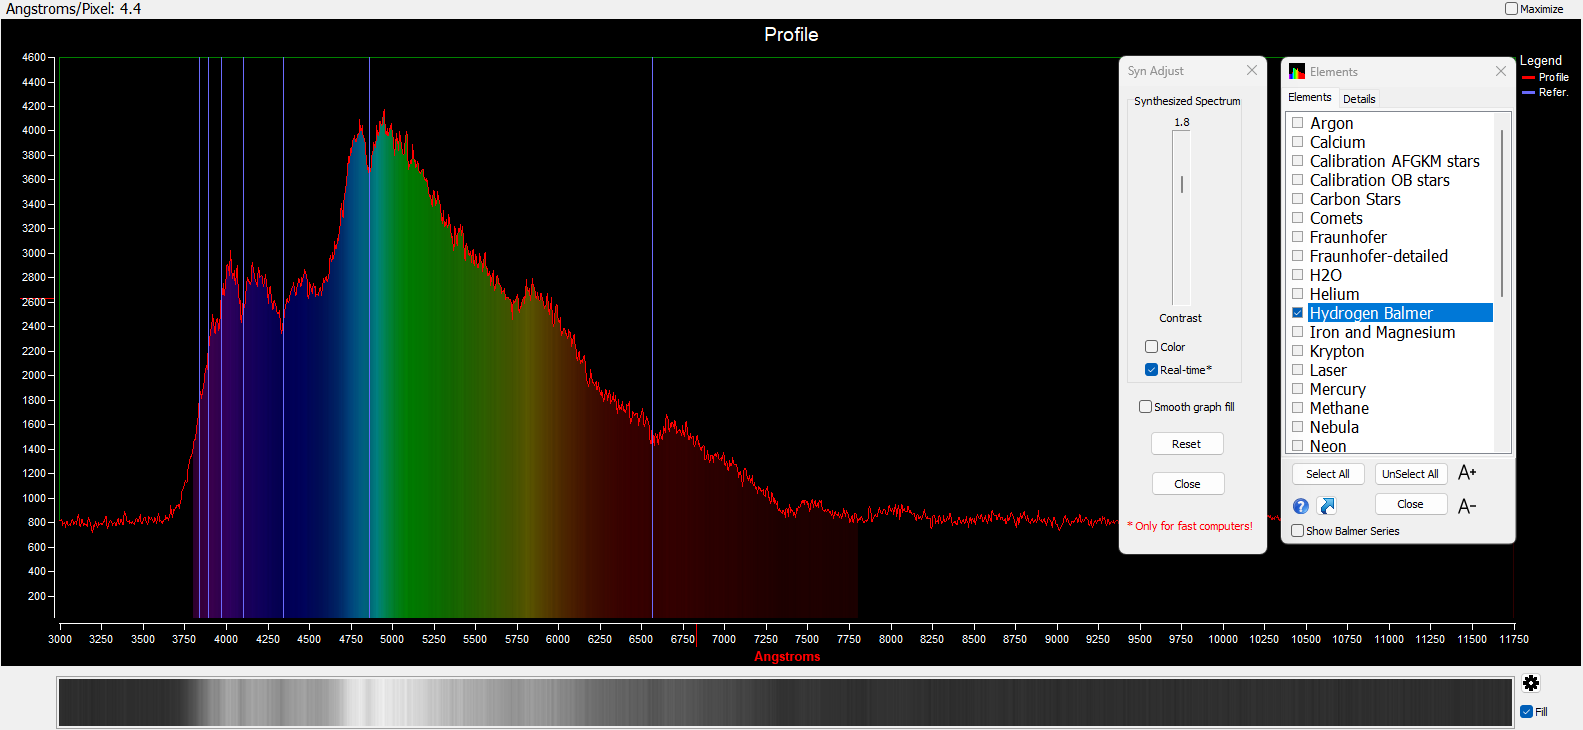 Angstroms/Pixel: 4.4
Maximize
Profile
4600
4400
4200
4000
3800
3600
3400
3200
3000
2800
2600
2400
2200
2000
1800
1600
1400
1200
1000
800
600
400
200
3000 3250 3500 3750 4000 4250 4500 4750 5000 5250 5500 5750 6000 6250 6500 6750 7000 7250 7500 7750 8000 8250 8500 8750 9000 9250 9500 9750 10000 10250 10500 10750 11000 11250 11500 11750
Angstroms
Syn Adjust
Synthesized Spectrum
1.8
Contrast
Color
Real-time*
Smooth graph fill
Reset
Close
* Only for fast computers!
Elements
Elements Details
Argon
Calcium
Calibration AFGKM stars
Calibration OB stars
Carbon Stars
Comets
Fraunhofer
Fraunhofer-detailed
H2O
Helium
Hydrogen Balmer
Iron and Magnesium
Krypton
Laser
Mercury
Methane
Nebula
Neon
Select All UnSelect All A+
? Close A-
Show Balmer Series
Legend
Profile
Refer.
Fill